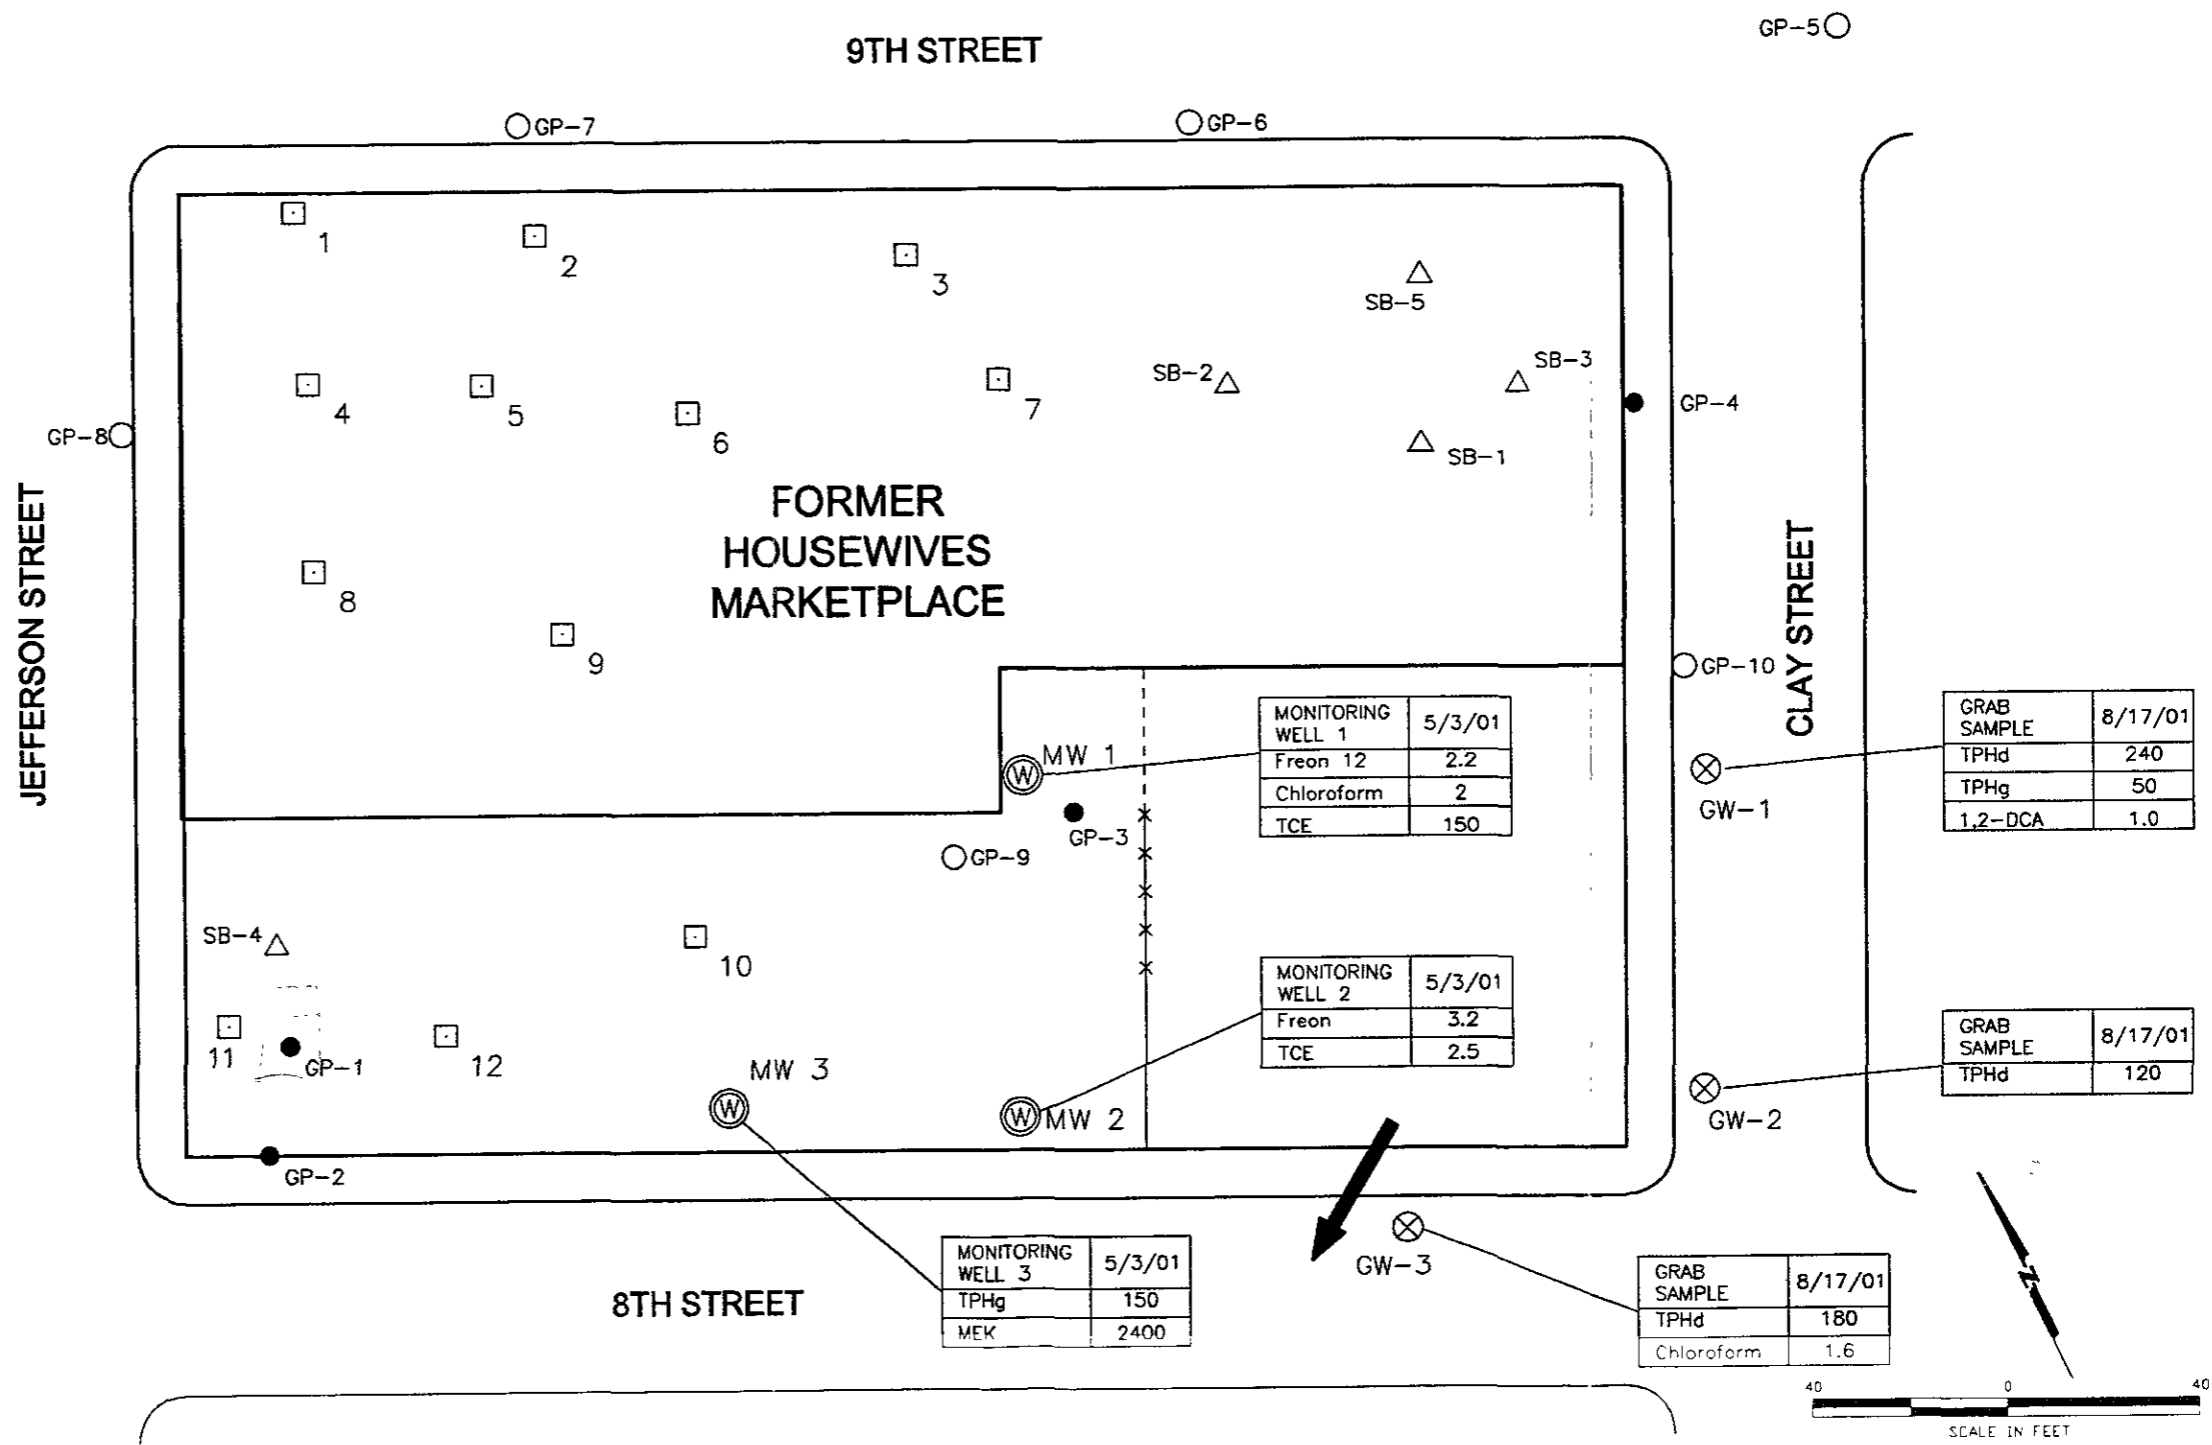 9TH STREET
GP-5
GP-7
GP-6
1
2
3
SB-5
4
5
6
7
SB-2
SB-3
GP-4
SB-1
GP-8
JEFFERSON STREET
FORMER
HOUSEWIVES
MARKETPLACE
8
9
CLAY STREET
GP-10
MW 1
MONITORING
WELL 1
5/3/01
Freon 12
2.2
Chloroform
2
TCE
150
GP-3
GP-9
GW-1
GRAB
SAMPLE
8/17/01
TPHd
240
TPHg
50
1,2-DCA
1.0
SB-4
10
11
GP-1
12
MW 3
MW 2
MONITORING
WELL 2
5/3/01
Freon
3.2
TCE
2.5
GW-2
GRAB
SAMPLE
8/17/01
TPHd
120
GP-2
MONITORING
WELL 3
5/3/01
TPHg
150
MEK
2400
8TH STREET
GW-3
GRAB
SAMPLE
8/17/01
TPHd
180
Chloroform
1.6
Z
40
0
40
SCALE IN FEET